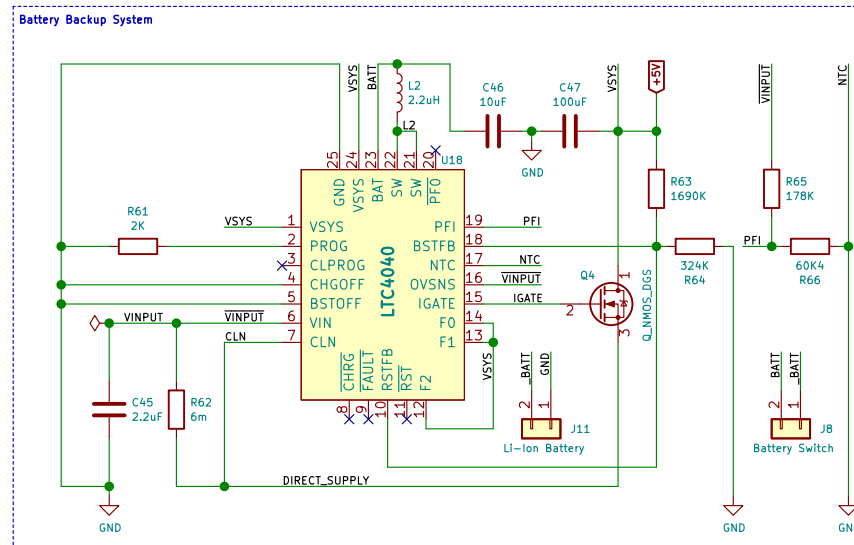 Battery Backup System
VSYS
BATT
L2
2.2uH
L2
C46
10uF
C47
100uF
VSYS
+5V
VINPUT
NTC
GND
U18
25
24
23
22
21
20
GND
VSYS
BAT
SW
SW
PFO
R61
2K
VSYS
1
VSYS
2
PROG
3
CLPROG
4
CHGOFF
5
BSTOFF
VINPUT
VINPUT
6
VIN
CLN
7
CLN
LTC4040
PFI
19
PFI
BSTFB
18
NTC
17
NTC
OVSNS
16
VINPUT
IGATE
15
IGATE
F0
14
F1
13
VSYS
CHRG
FAULT
RSTFB
RST
F2
8
9
10
11
12
R63
1690K
324K
R64
R65
178K
PFI
60K4
R66
Q4
1
2
3
Q_NMOS_DGS
C45
2.2uF
R62
6m
_BATT
GND
2
1
J11
Li-Ion Battery
BATT
_BATT
2
1
J8
Battery Switch
DIRECT_SUPPLY
GND
GND
GN